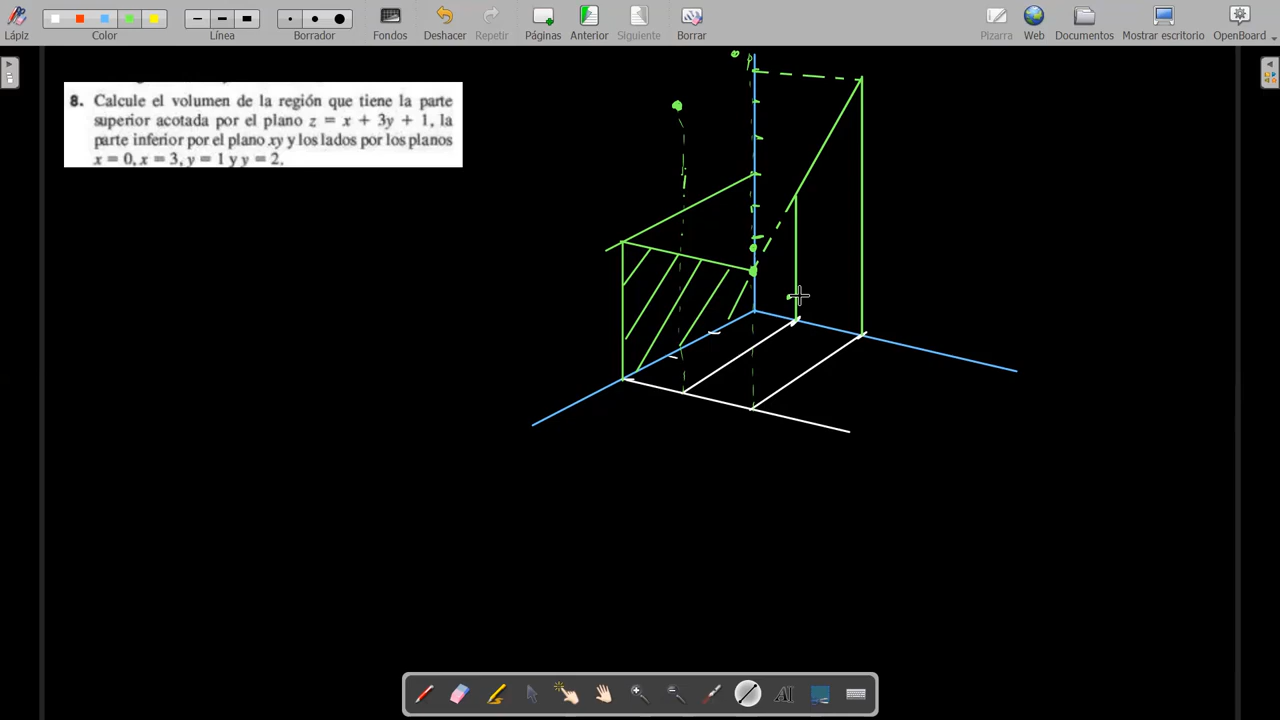 Lápiz
Color
Línea
Borrador
Fondos
Deshacer
Repetir
Páginas
Anterior
Siguiente
Borrar
Pizarra
Web
Documentos
Mostrar escritorio
OpenBoard
8. Calcule el volumen de la región que tiene la parte
superior acotada por el plano z = x + 3y + 1, la
parte inferior por el plano xy y los lados por los planos
x = 0, x = 3, y = 1 y y = 2.
AI